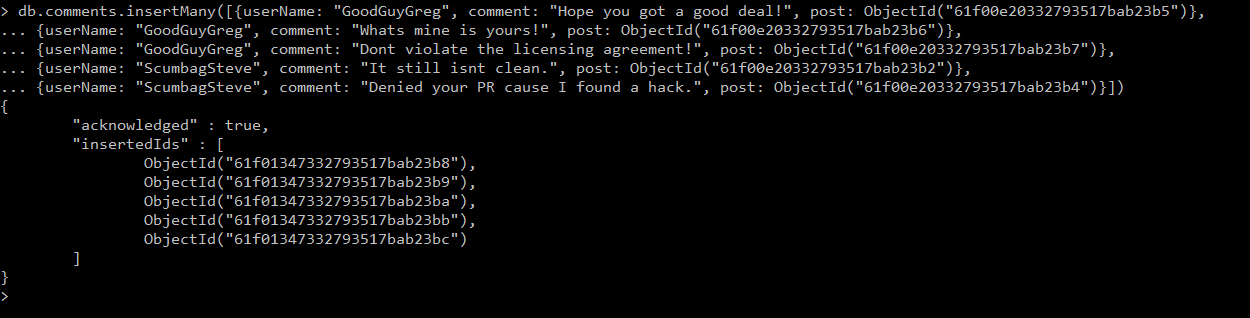 > db.comments.insertMany([{userName: "GoodGuyGreg", comment: "Hope you got a good deal!", post: ObjectId("61f00e20332793517bab23b5")},
... {userName: "GoodGuyGreg", comment: "Whats mine is yours!", post: ObjectId("61f00e20332793517bab23b6")},
... {userName: "GoodGuyGreg", comment: "Dont violate the licensing agreement!", post: ObjectId("61f00e20332793517bab23b7")},
... {userName: "ScumbagSteve", comment: "It still isnt clean.", post: ObjectId("61f00e20332793517bab23b2")},
... {userName: "ScumbagSteve", comment: "Denied your PR cause I found a hack.", post: ObjectId("61f00e20332793517bab23b4")}])
{
        "acknowledged" : true,
        "insertedIds" : [
                ObjectId("61f01347332793517bab23b8"),
                ObjectId("61f01347332793517bab23b9"),
                ObjectId("61f01347332793517bab23ba"),
                ObjectId("61f01347332793517bab23bb"),
                ObjectId("61f01347332793517bab23bc")
        ]
}
>